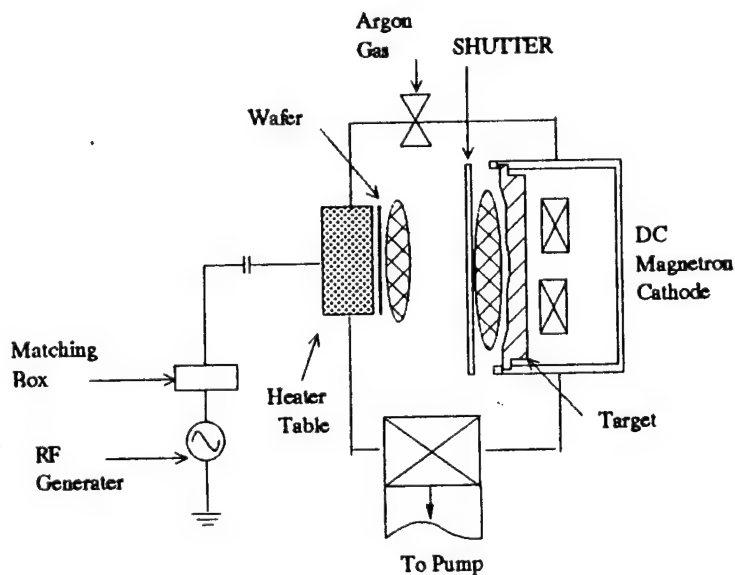 Argon
Gas
SHUTTER
Wafer
DC
Magnetron
Cathode
Matching
Box
Heater
Table
Target
RF
Generater
To Pump